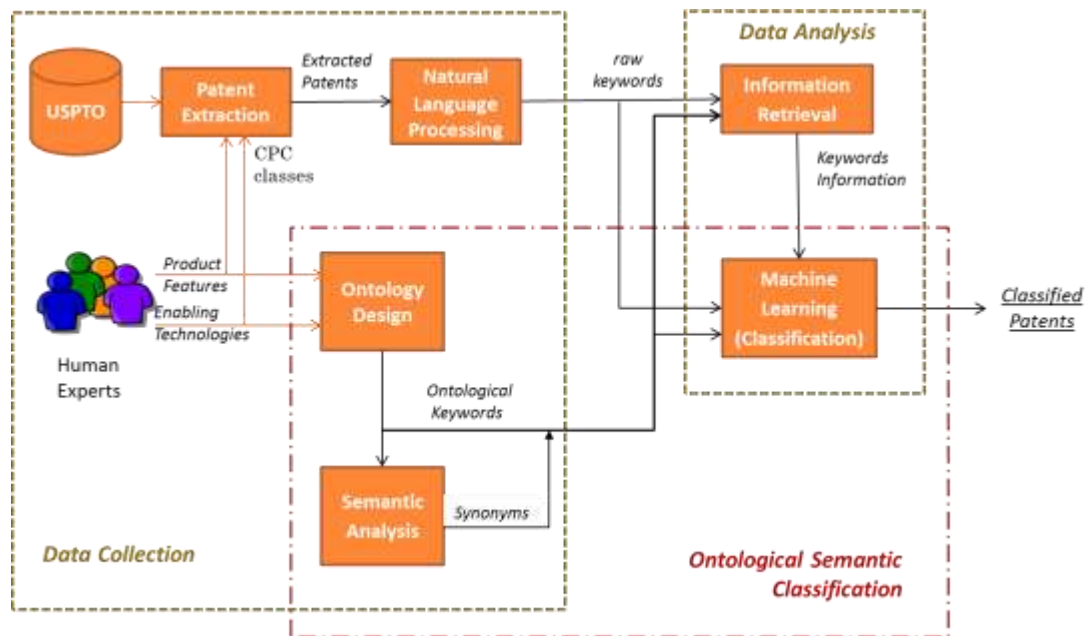 Data Analysis
USPTO
Patent
Extraction
Extracted
Patents
Natural
Language
Processing
raw
keywords
Information
Retrieval
CPC
classes
Keywords
Information
Human
Experts
Product
Features
Enabling
Technologies
Ontology
Design
Machine
Learning
(Classification)
Classified
Patents
Ontological
Keywords
Semantic
Analysis
Synonyms
Data Collection
Ontological Semantic
Classification